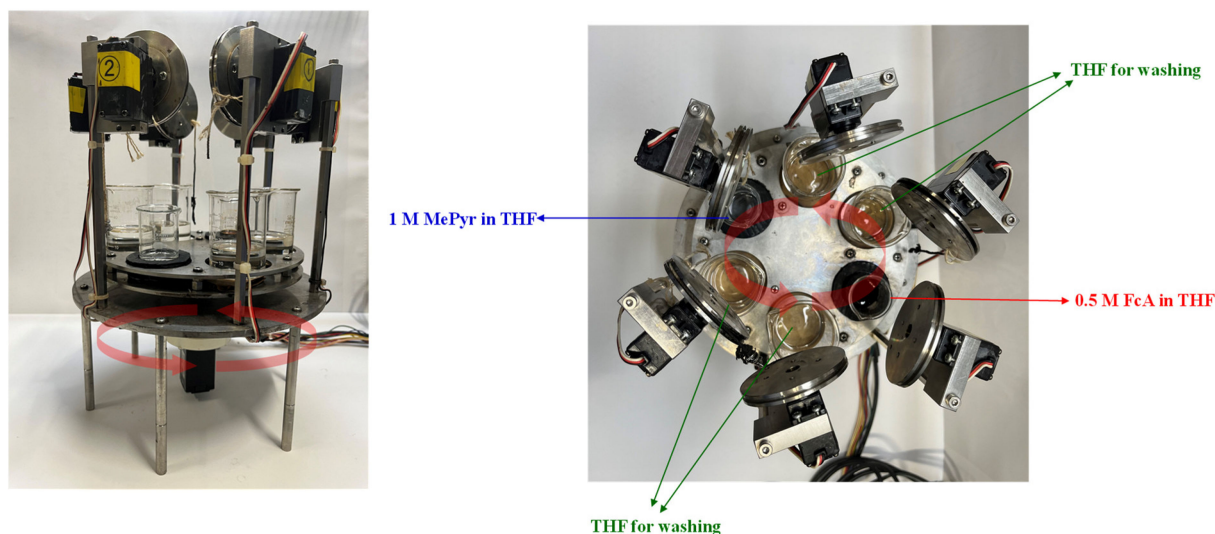 ②
①
THF for washing
1 M MePyr in THF
0.5 M FcA in THF
THF for washing